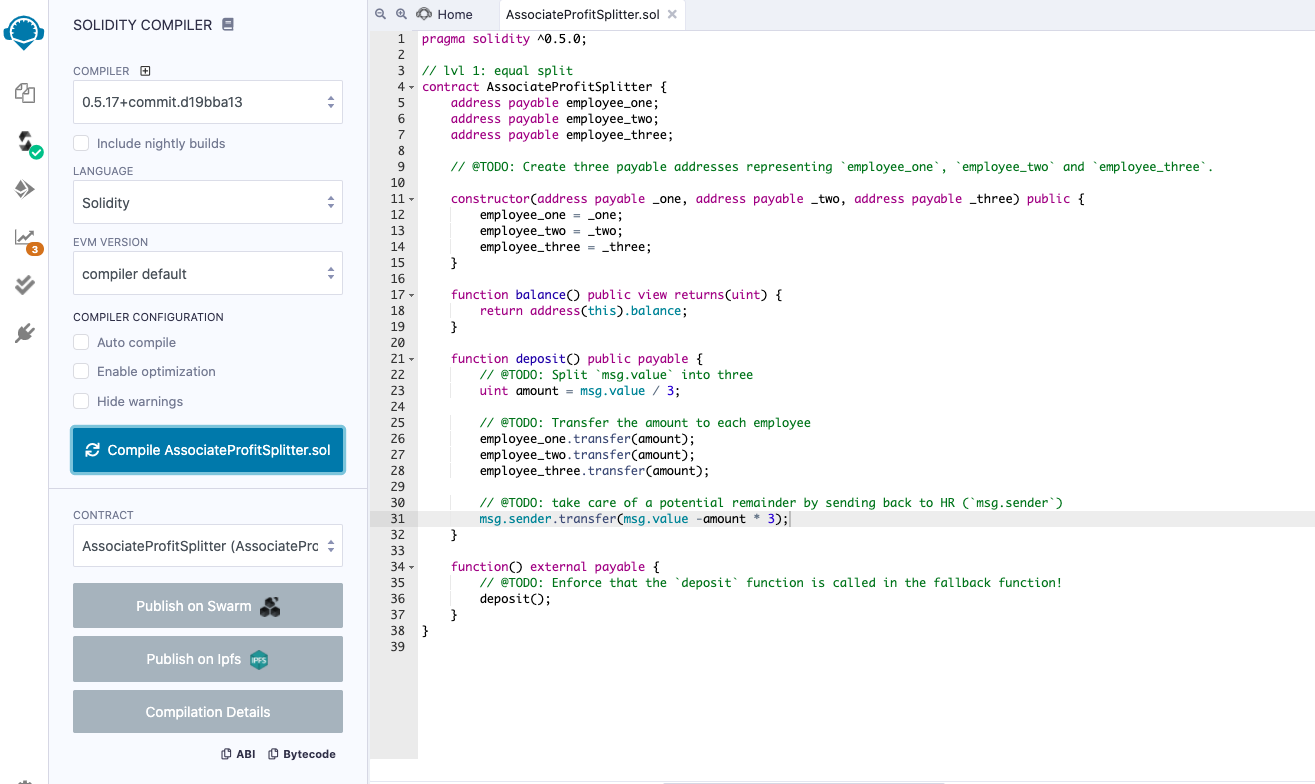 SOLIDITY COMPILER
COMPILER
0.5.17+commit.d19bba13
Include nightly builds
LANGUAGE
Solidity
EVM VERSION
compiler default
COMPILER CONFIGURATION
Auto compile
Enable optimization
Hide warnings
Compile AssociateProfitSplitter.sol
CONTRACT
AssociateProfitSplitter (AssociatePro
Publish on Swarm
Publish on Ipfs
IPFS
Compilation Details
ABI
Bytecode
3
Home
AssociateProfitSplitter.sol
1 pragma solidity ^0.5.0;
2
3 // lvl 1: equal split
4 contract AssociateProfitSplitter {
5     address payable employee_one;
6     address payable employee_two;
7     address payable employee_three;
8
9     // @TODO: Create three payable addresses representing `employee_one`, `employee_two` and `employee_three`.
10
11     constructor(address payable _one, address payable _two, address payable _three) public {
12         employee_one = _one;
13         employee_two = _two;
14         employee_three = _three;
15     }
16
17     function balance() public view returns(uint) {
18         return address(this).balance;
19     }
20
21     function deposit() public payable {
22         // @TODO: Split `msg.value` into three
23         uint amount = msg.value / 3;
24
25         // @TODO: Transfer the amount to each employee
26         employee_one.transfer(amount);
27         employee_two.transfer(amount);
28         employee_three.transfer(amount);
29
30         // @TODO: take care of a potential remainder by sending back to HR (`msg.sender`)
31         msg.sender.transfer(msg.value -amount * 3);
32     }
33
34     function() external payable {
35         // @TODO: Enforce that the `deposit` function is called in the fallback function!
36         deposit();
37     }
38 }
39